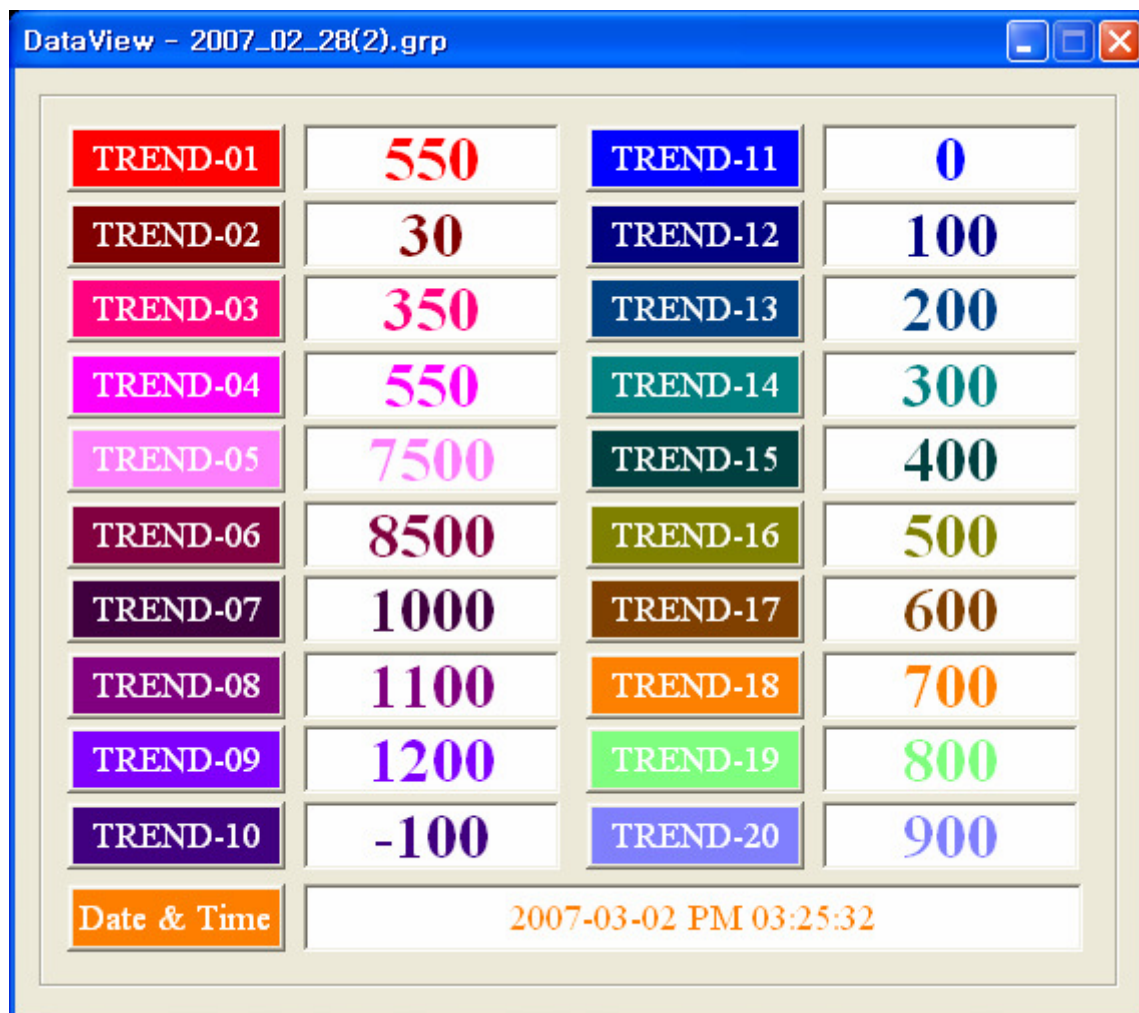 DataView - 2007_02_28(2).grp
TREND-01 550 TREND-11 0
TREND-02 30 TREND-12 100
TREND-03 350 TREND-13 200
TREND-04 550 TREND-14 300
TREND-05 7500 TREND-15 400
TREND-06 8500 TREND-16 500
TREND-07 1000 TREND-17 600
TREND-08 1100 TREND-18 700
TREND-09 1200 TREND-19 800
TREND-10 -100 TREND-20 900
Date & Time 2007-03-02 PM 03:25:32